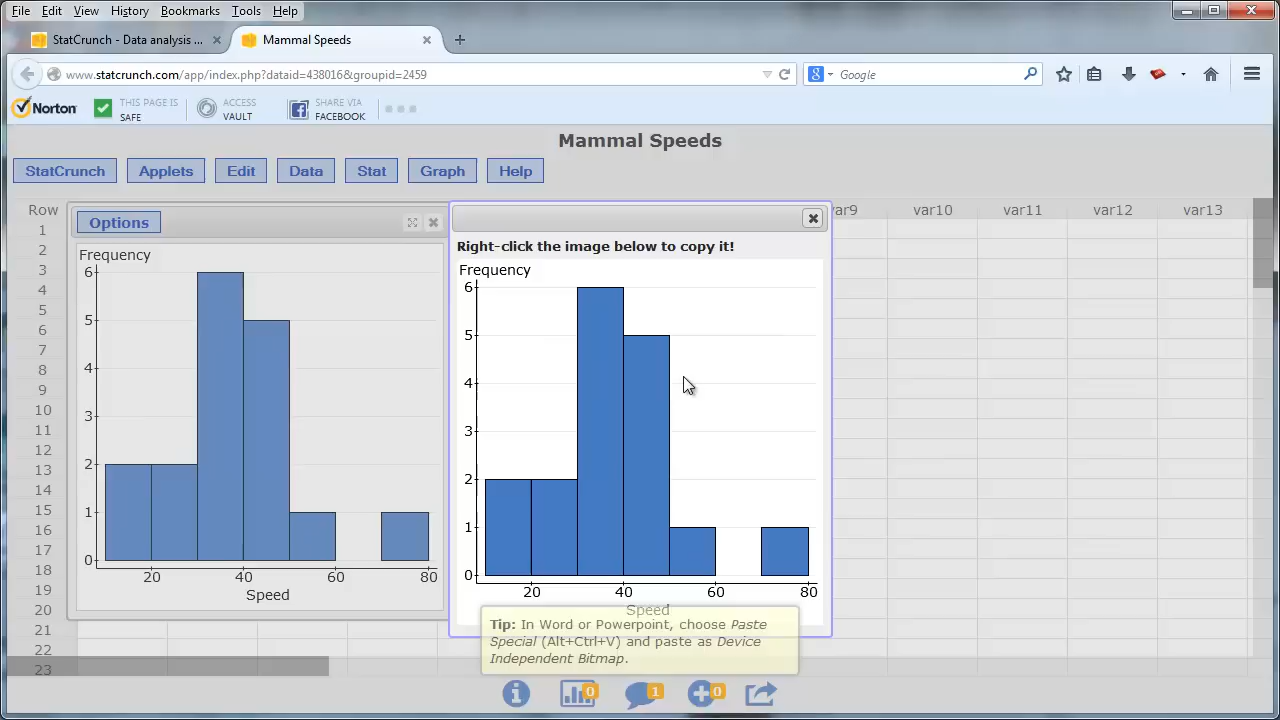 File Edit View History Bookmarks Tools Help
StatCrunch - Data analysis ...
Mammal Speeds
www.statcrunch.com/app/index.php?dataid=438016&groupid=2459
Google
Norton
THIS PAGE IS
SAFE
ACCESS
VAULT
SHARE VIA
FACEBOOK
Mammal Speeds
StatCrunch Applets Edit Data Stat Graph Help
Row var9 var10 var11 var12 var13
1
2
3
4
5
6
7
8
9
10
11
12
13
14
15
16
17
18
19
20
21
22
23
Options
Frequency
6
5
4
3
2
1
0
20 40 60 80
Speed
Right-click the image below to copy it!
Frequency
6
5
4
3
2
1
0
20 40 60 80
Speed
Tip: In Word or Powerpoint, choose Paste
Special (Alt+Ctrl+V) and paste as Device
Independent Bitmap.
0 1 0